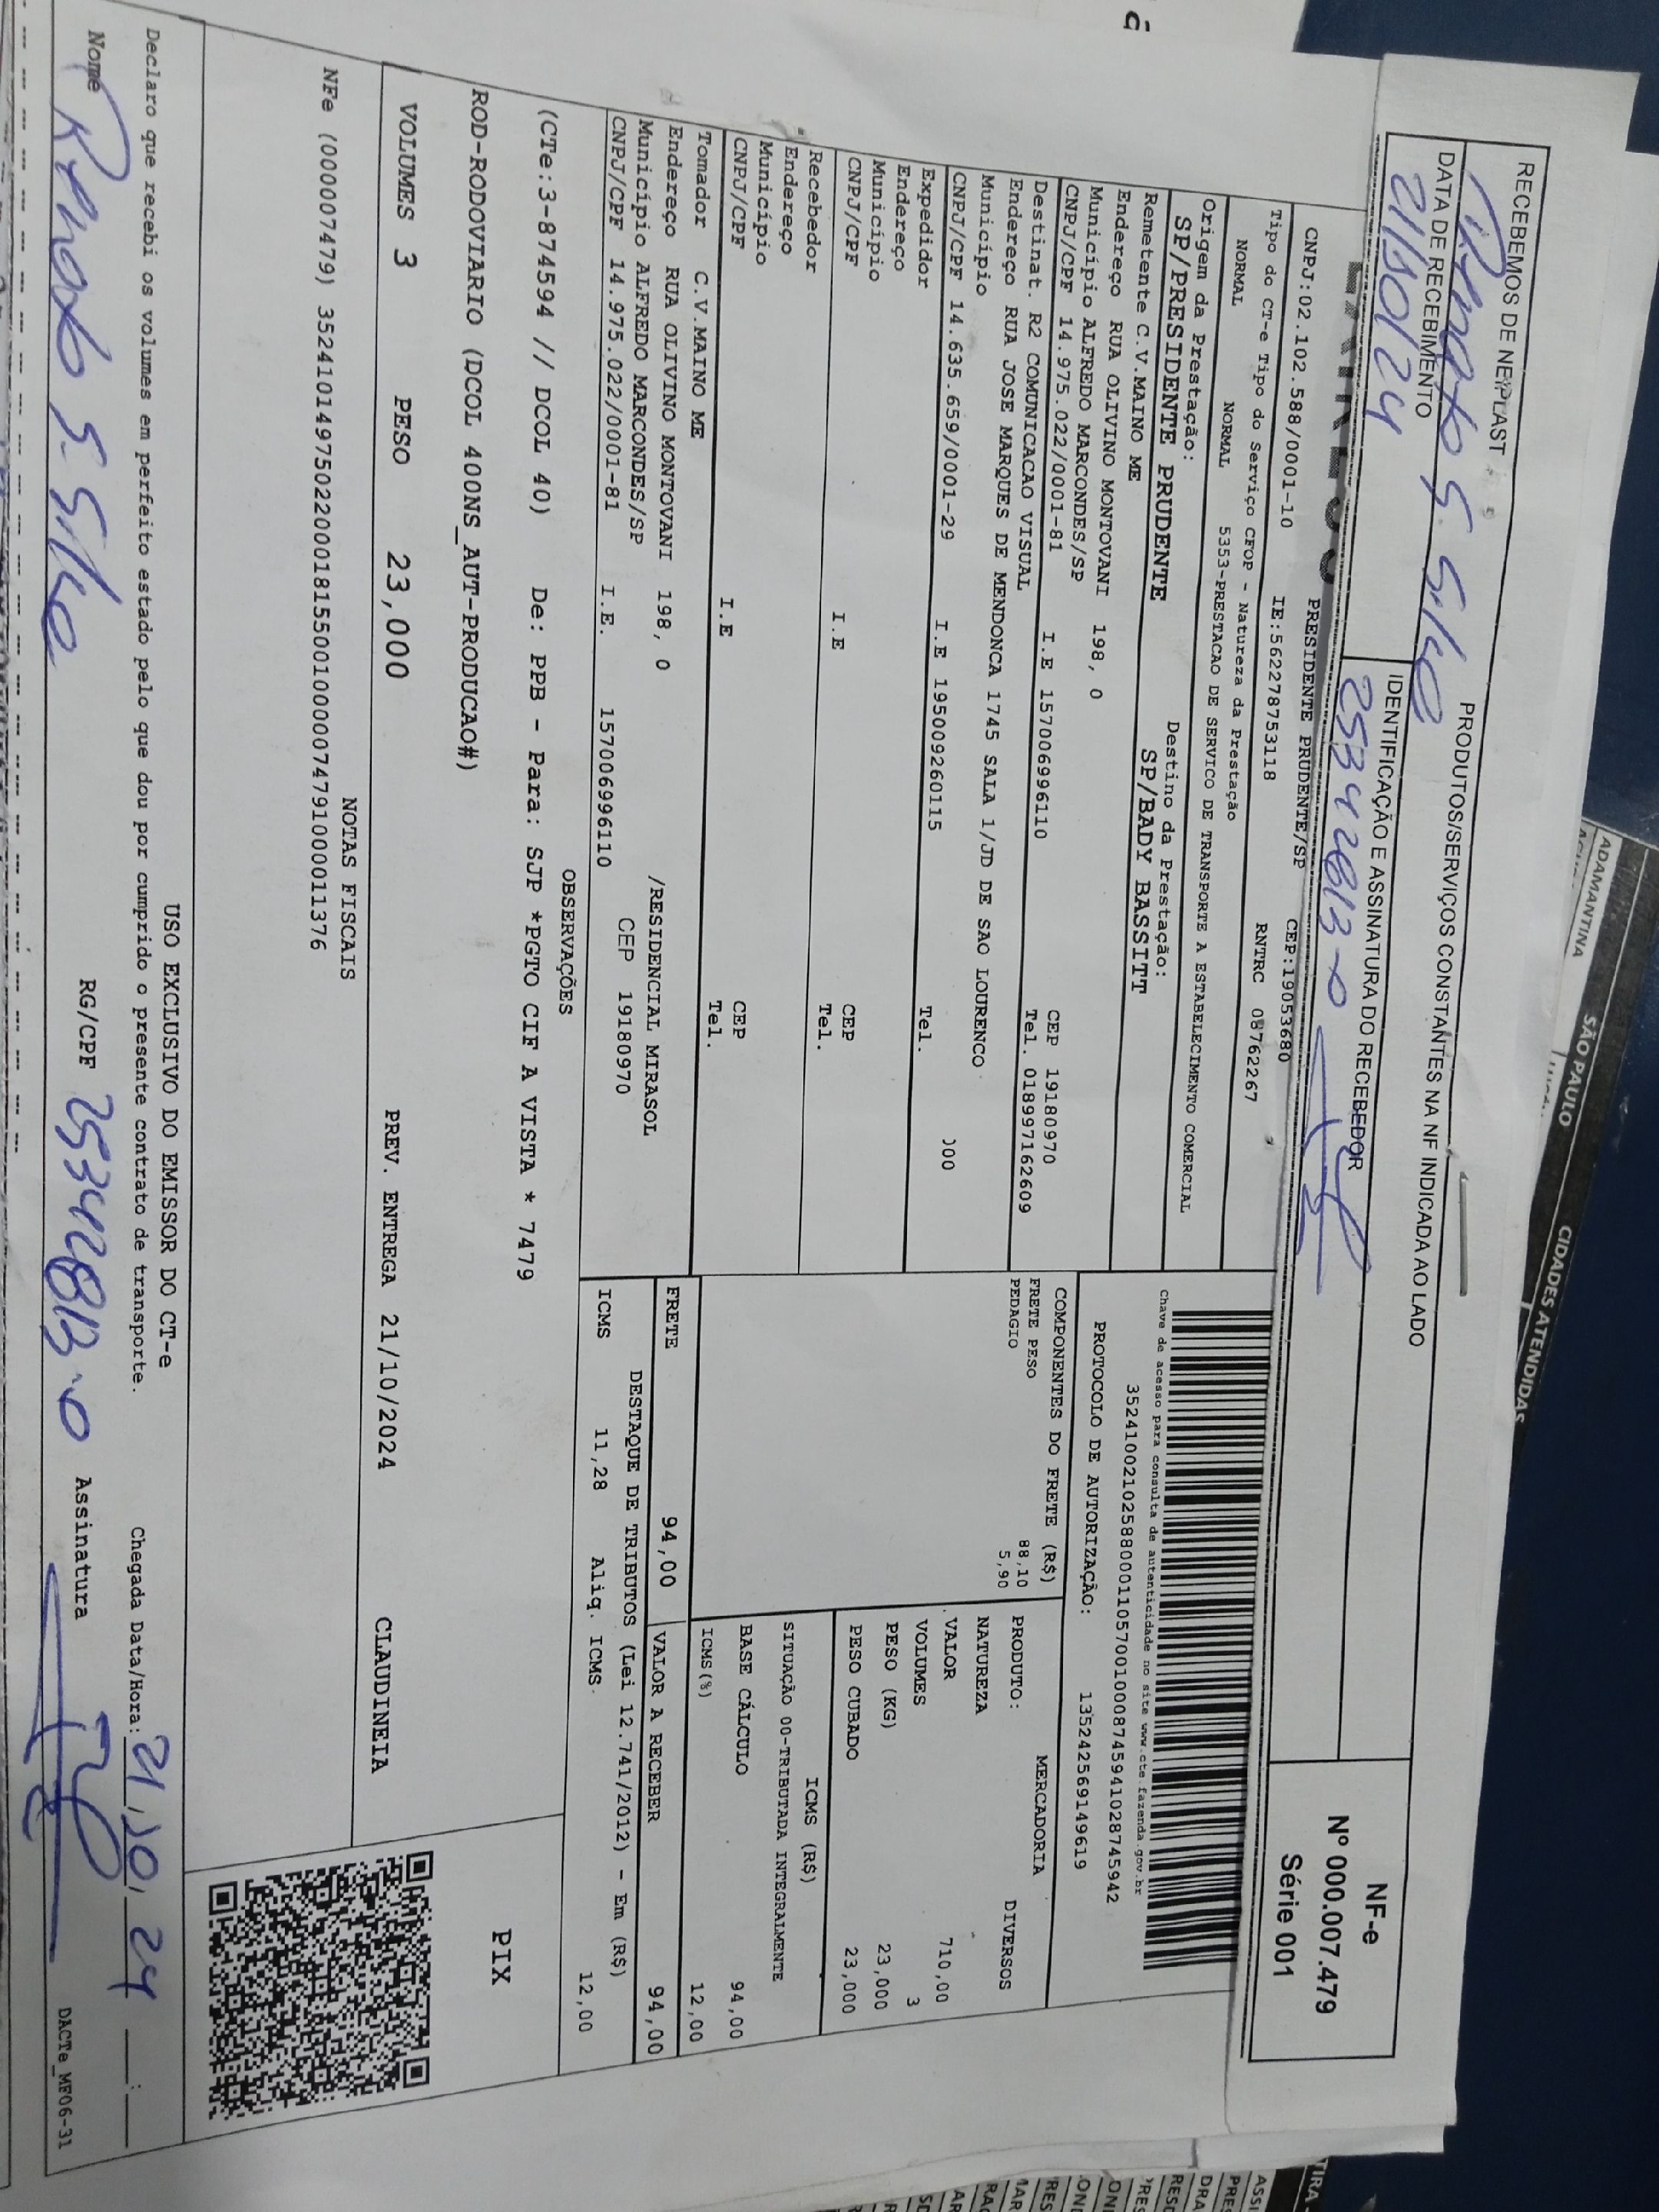 RECEBEMOS DE NEYPLAST PRODUTOS/SERVIÇOS CONSTANTES NA NF INDICADA AO LADO
DATA DE RECEBIMENTO
21/10/24
IDENTIFICAÇÃO E ASSINATURA DO RECEBEDOR
NF-e
Nº 000.007.479
Série 001
PRESIDENTE PRUDENTE/SP CEP:19053680
CNPJ:02.102.588/0001-10 IE:562278753118 RNTRC 08762267
Tipo do CT-e Tipo do Serviço CFOP - Natureza da Prestação
NORMAL NORMAL 5353-PRESTACAO DE SERVICO DE TRANSPORTE A ESTABELECIMENTO COMERCIAL
Origem da Prestação: Destino da Prestação:
SP/PRESIDENTE PRUDENTE SP/BADY BASSITT
Remetente C.V.MAINO ME
Endereço RUA OLIVINO MONTOVANI 198, 0
Município ALFREDO MARCONDES/SP CEP 19180970
CNPJ/CPF 14.975.022/0001-81 I.E 157006996110 Tel. 018997162609
Destinat. R2 COMUNICACAO VISUAL
Endereço RUA JOSE MARQUES DE MENDONCA 1745 SALA 1/JD DE SAO LOURENCO
Município
CNPJ/CPF 14.635.659/0001-29 I.E 195009260115 Tel.
Expedidor
Endereço
Município CEP
CNPJ/CPF I.E Tel.
Recebedor
Endereço
Município CEP
CNPJ/CPF I.E Tel.
Tomador C.V.MAINO ME
Endereço RUA OLIVINO MONTOVANI 198, 0 /RESIDENCIAL MIRASOL
Município ALFREDO MARCONDES/SP CEP 19180970
CNPJ/CPF 14.975.022/0001-81 I.E. 157006996110
Chave de acesso para consulta de autenticidade no site www.cte.fazenda.gov.br
35241002102588000110570010008745941028745942
PROTOCOLO DE AUTORIZAÇÃO: 135242569149619
COMPONENTES DO FRETE (R$)
FRETE PESO 88,10
PEDAGIO 5,90
MERCADORIA
PRODUTO: DIVERSOS
NATUREZA
VALOR 710,00
VOLUMES 3
PESO (KG) 23,000
PESO CUBADO 23,000
ICMS (R$)
SITUAÇÃO 00-TRIBUTADA INTEGRALMENTE
BASE CÁLCULO 94,00
ICMS(%) 12,00
FRETE 94,00 VALOR A RECEBER 94,00
DESTAQUE DE TRIBUTOS (Lei 12.741/2012) - Em (R$)
ICMS 11,28 Aliq. ICMS 12,00
OBSERVAÇÕES
(CTe:3-874594 // DCOL 40) De: PPB - Para: SJP *PGTO CIF A VISTA * 7479
ROD-RODOVIARIO (DCOL 400NS_AUT-PRODUCAO#)
PIX
VOLUMES 3 PESO 23,000 PREV. ENTREGA 21/10/2024 CLAUDINEIA
NOTAS FISCAIS
NFe (000007479) 35241014975022000181550010000074791000011376
USO EXCLUSIVO DO EMISSOR DO CT-e
Declaro que recebi os volumes em perfeito estado pelo que dou por cumprido o presente contrato de transporte. Chegada Data/Hora: 21, 10, 24
Nome RG/CPF Assinatura
DACTe_MF06-31
ADAMANTINA SÃO PAULO CIDADES ATENDIDAS